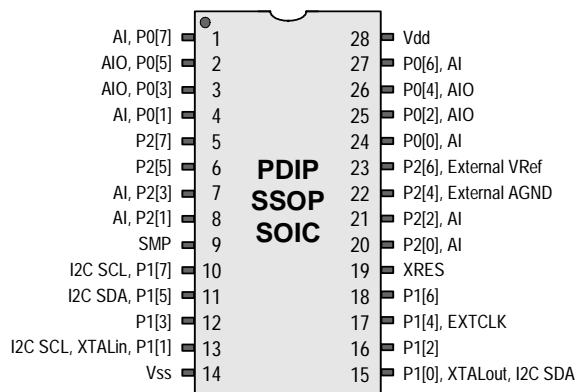 AI, P0[7] 1 28 Vdd
AIO, P0[5] 2 27 P0[6], AI
AIO, P0[3] 3 26 P0[4], AIO
AI, P0[1] 4 25 P0[2], AIO
P2[7] 5 24 P0[0], AI
P2[5] 6 PDIP 23 P2[6], External VRef
AI, P2[3] 7 SSOP 22 P2[4], External AGND
AI, P2[1] 8 SOIC 21 P2[2], AI
SMP 9 20 P2[0], AI
I2C SCL, P1[7] 10 19 XRES
I2C SDA, P1[5] 11 18 P1[6]
P1[3] 12 17 P1[4], EXTCLK
I2C SCL, XTALin, P1[1] 13 16 P1[2]
Vss 14 15 P1[0], XTALout, I2C SDA